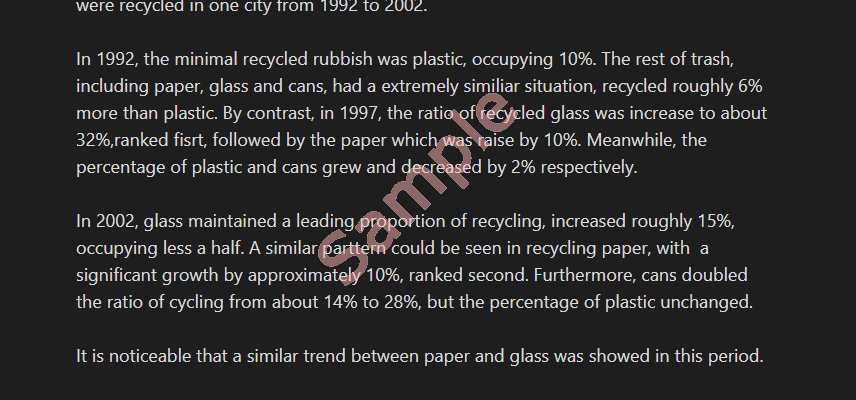 were recycled in one city from 1992 to 2002.
In 1992, the minimal recycled rubbish was plastic, occupying 10%. The rest of trash,
including paper, glass and cans, had a extremely similiar situation, recycled roughly 6%
more than plastic. By contrast, in 1997, the ratio of recycled glass was increase to about
32%,ranked fisrt, followed by the paper which was raise by 10%. Meanwhile, the
percentage of plastic and cans grew and decreased by 2% respectively.
In 2002, glass maintained a leading proportion of recycling, increased roughly 15%,
occupying less a half. A similar parttern could be seen in recycling paper, with  a
significant growth by approximately 10%, ranked second. Furthermore, cans doubled
the ratio of cycling from about 14% to 28%, but the percentage of plastic unchanged.
It is noticeable that a similar trend between paper and glass was showed in this period.
Sample